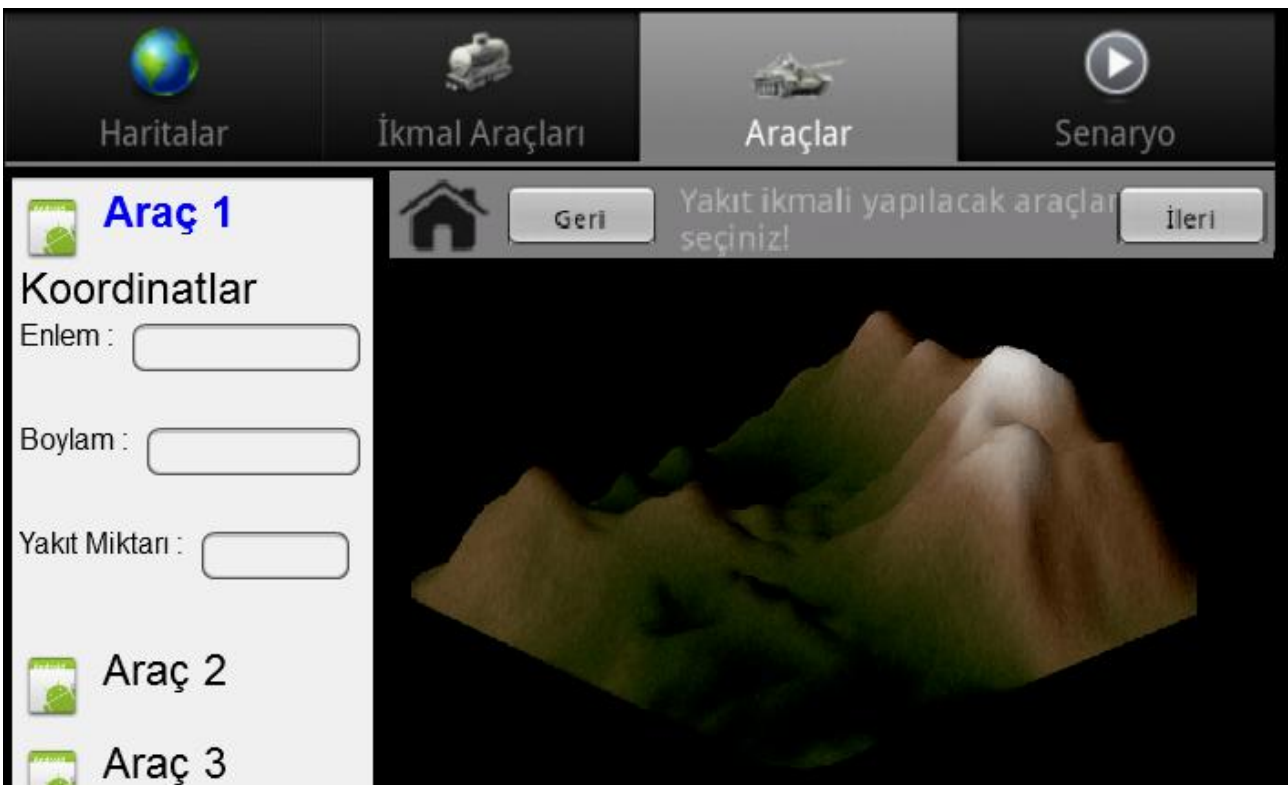 Haritalar
İkmal Araçları
Araçlar
Senaryo
Araç 1
Koordinatlar
Enlem :
Boylam :
Yakıt Miktarı :
Araç 2
Araç 3
Geri
Yakıt ikmali yapılacak araçlar
seçiniz!
İleri